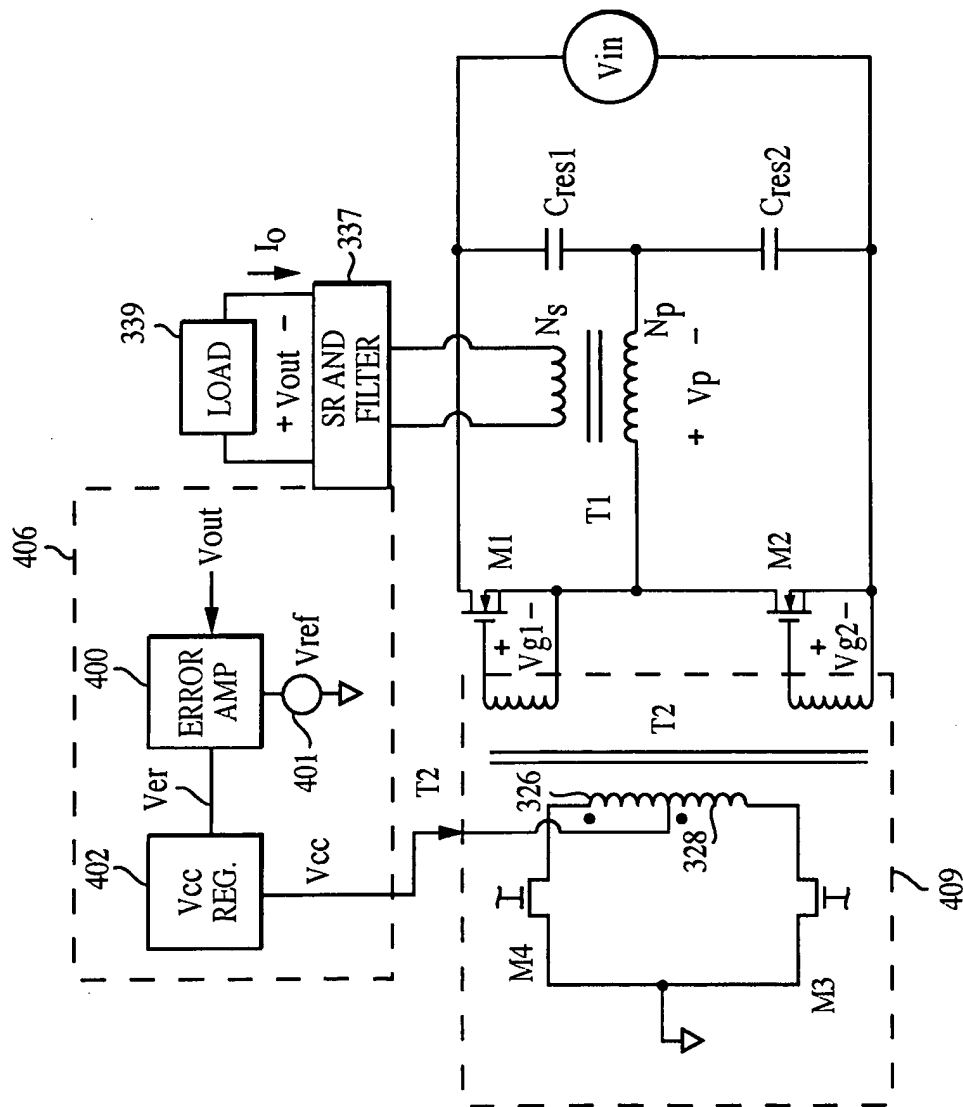 406
400
ERROR
AMP
Vout
Ver
402
Vcc
REG.
Vcc
401
Vref
339
LOAD
Io
+ Vout −
337
SR AND
FILTER
Ns
T1
Np
+ Vp −
Cres1
Cres2
Vin
M1
+
Vg1−
M2
+
Vg2−
T2
T2
326
328
M4
M3
409